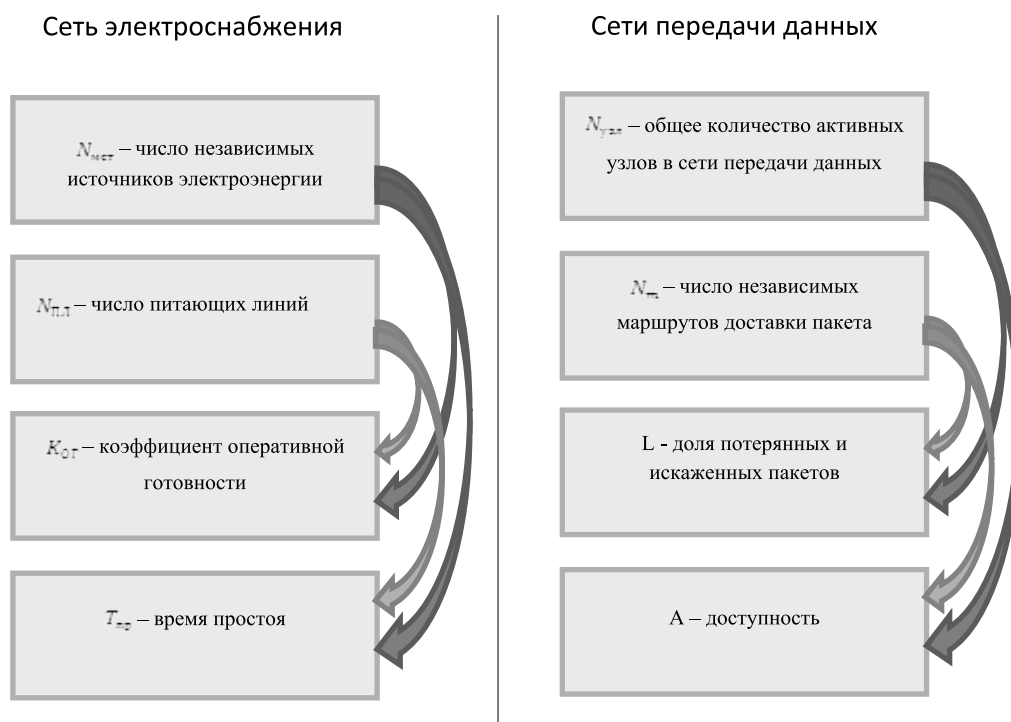 Сеть электроснабжения
N_ист – число независимых
источников электроэнергии
N_ПЛ – число питающих линий
K_ОГ – коэффициент оперативной
готовности
T_пр – время простоя
Сети передачи данных
N_узл – общее количество активных
узлов в сети передачи данных
N_m – число независимых
маршрутов доставки пакета
L - доля потерянных и
искаженных пакетов
A – доступность